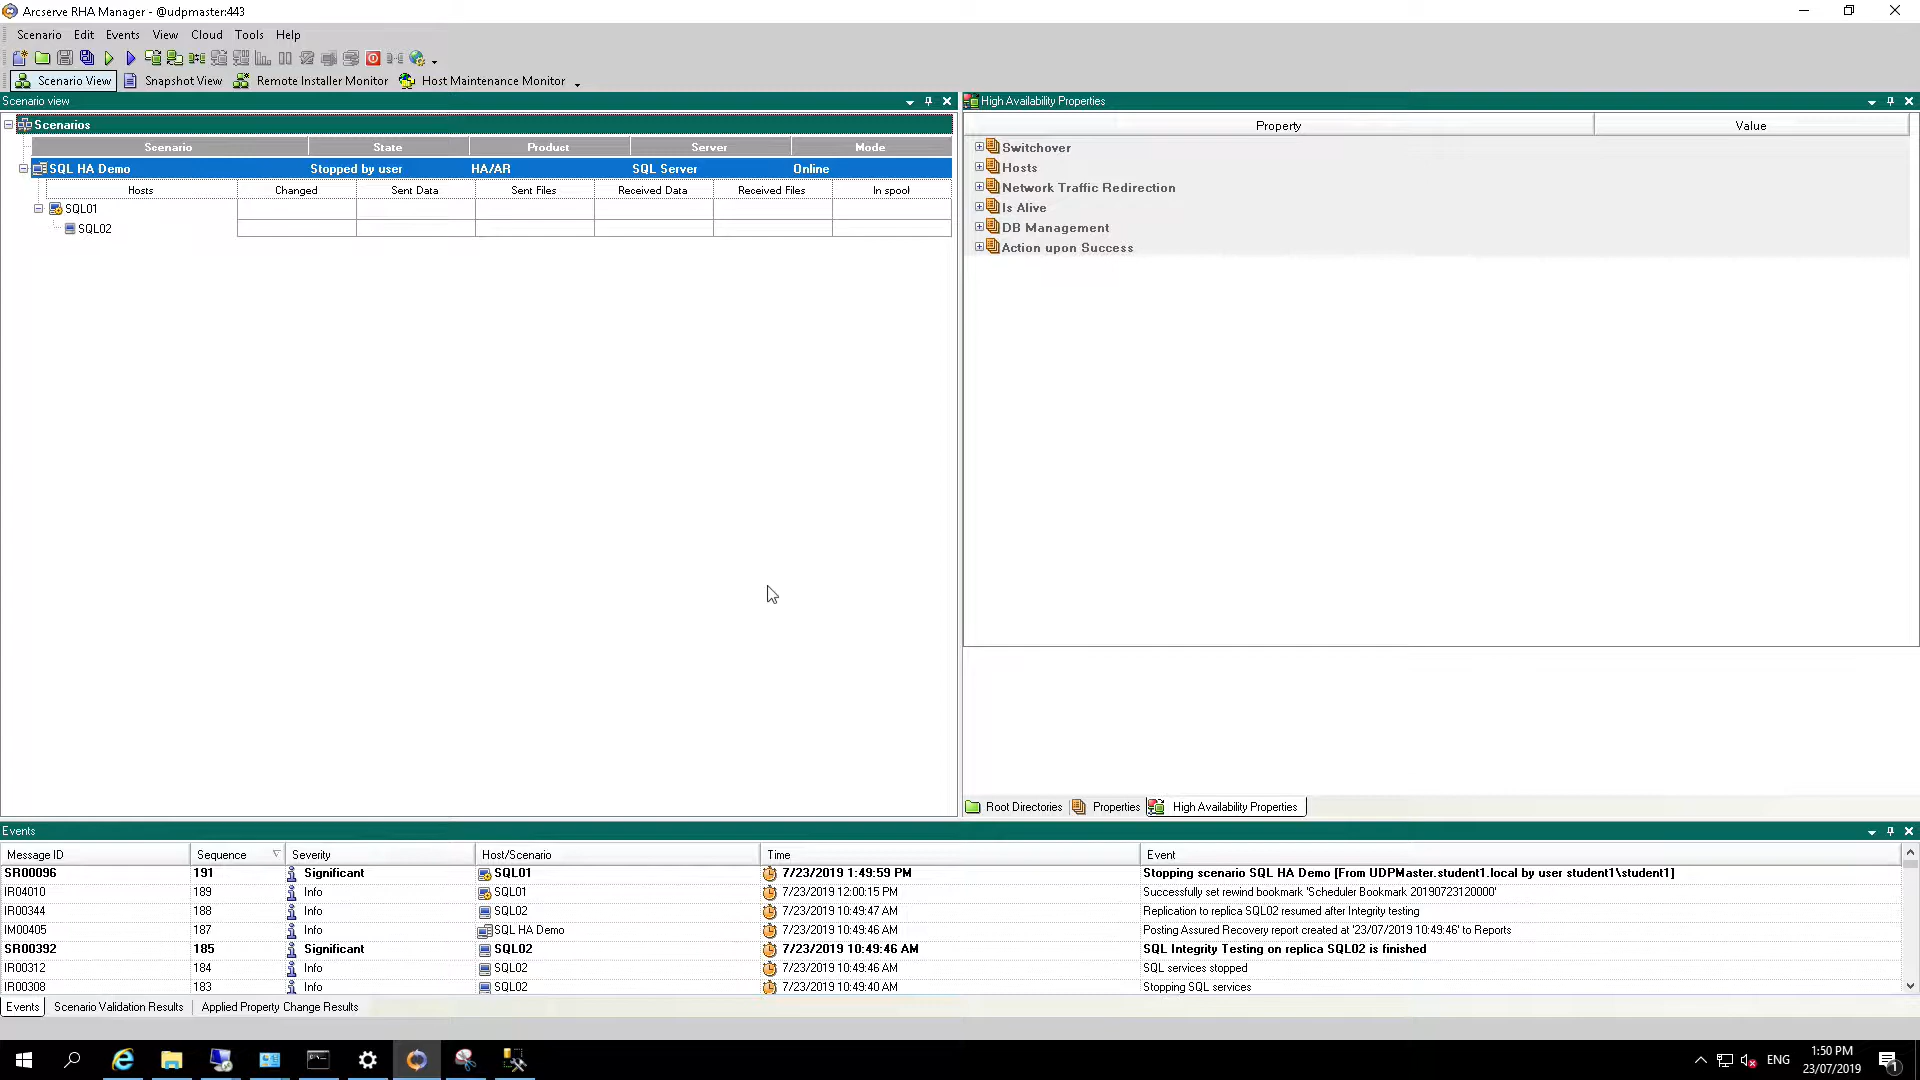 Arcserve RHA Manager - @udpmaster:443
Scenario Edit Events View Cloud Tools Help
Scenario View Snapshot View Remote Installer Monitor Host Maintenance Monitor
Scenario view
Scenarios
Scenario State Product Server Mode
SQL HA Demo Stopped by user HA/AR SQL Server Online
Hosts Changed Sent Data Sent Files Received Data Received Files In spool
SQL01
SQL02
High Availability Properties
Property Value
Switchover
Hosts
Network Traffic Redirection
Is Alive
DB Management
Action upon Success
Root Directories Properties High Availability Properties
Events
Message ID Sequence Severity Host/Scenario Time Event
SR00096 191 Significant SQL01 7/23/2019 1:49:59 PM Stopping scenario SQL HA Demo [From UDPMaster.student1.local by user student1\student1]
IR04010 189 Info SQL01 7/23/2019 12:00:15 PM Successfully set rewind bookmark 'Scheduler Bookmark 20190723120000'
IR00344 188 Info SQL02 7/23/2019 10:49:47 AM Replication to replica SQL02 resumed after Integrity testing
IM00405 187 Info SQL HA Demo 7/23/2019 10:49:46 AM Posting Assured Recovery report created at '23/07/2019 10:49:46' to Reports
SR00392 185 Significant SQL02 7/23/2019 10:49:46 AM SQL Integrity Testing on replica SQL02 is finished
IR00312 184 Info SQL02 7/23/2019 10:49:46 AM SQL services stopped
IR00308 183 Info SQL02 7/23/2019 10:49:40 AM Stopping SQL services
Events Scenario Validation Results Applied Property Change Results
ENG
1:50 PM
23/07/2019
1